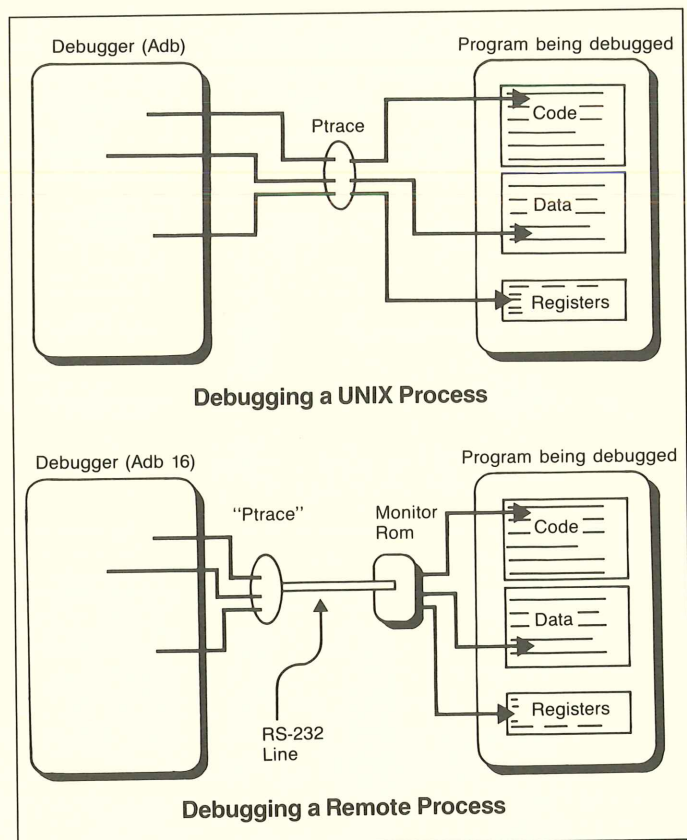 Debugger (Adb)
Program being debugged
Ptrace
Code
Data
Registers
Debugging a UNIX Process
Debugger (Adb 16)
Program being debugged
"Ptrace"
Monitor
Rom
Code
Data
Registers
RS-232
Line
Debugging a Remote Process